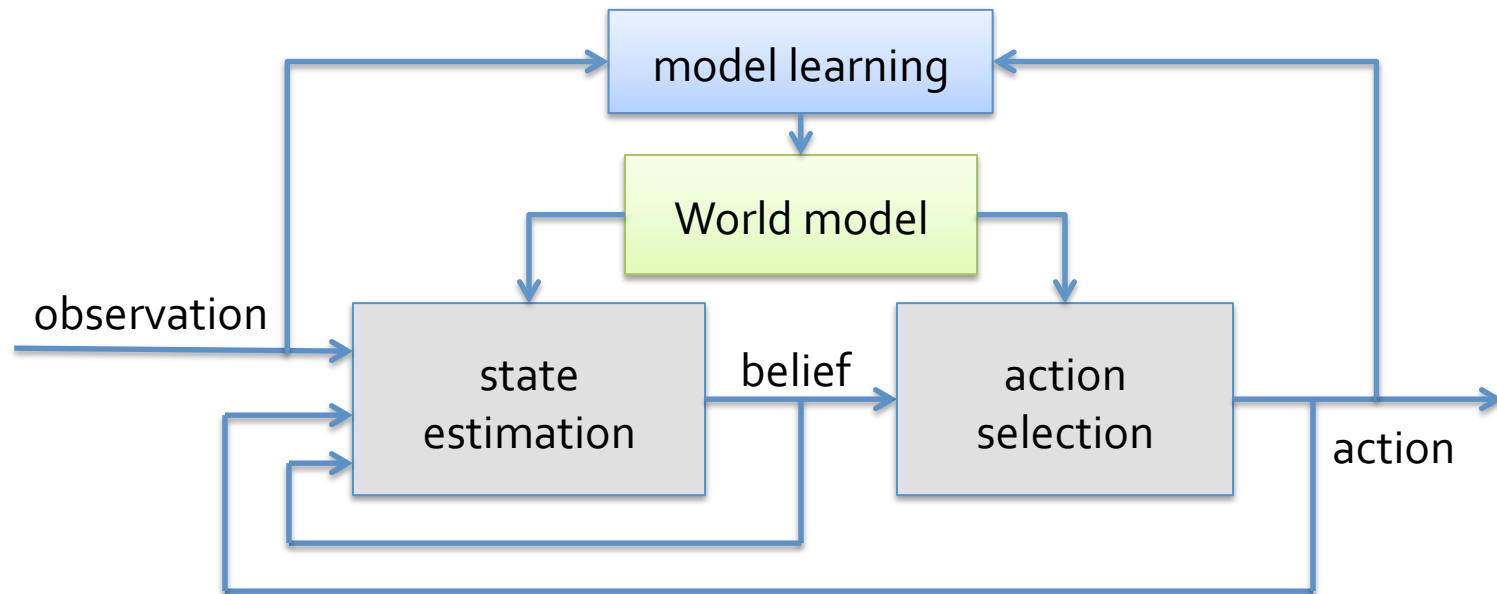 model learning
World model
observation
state
estimation
belief
action
selection
action